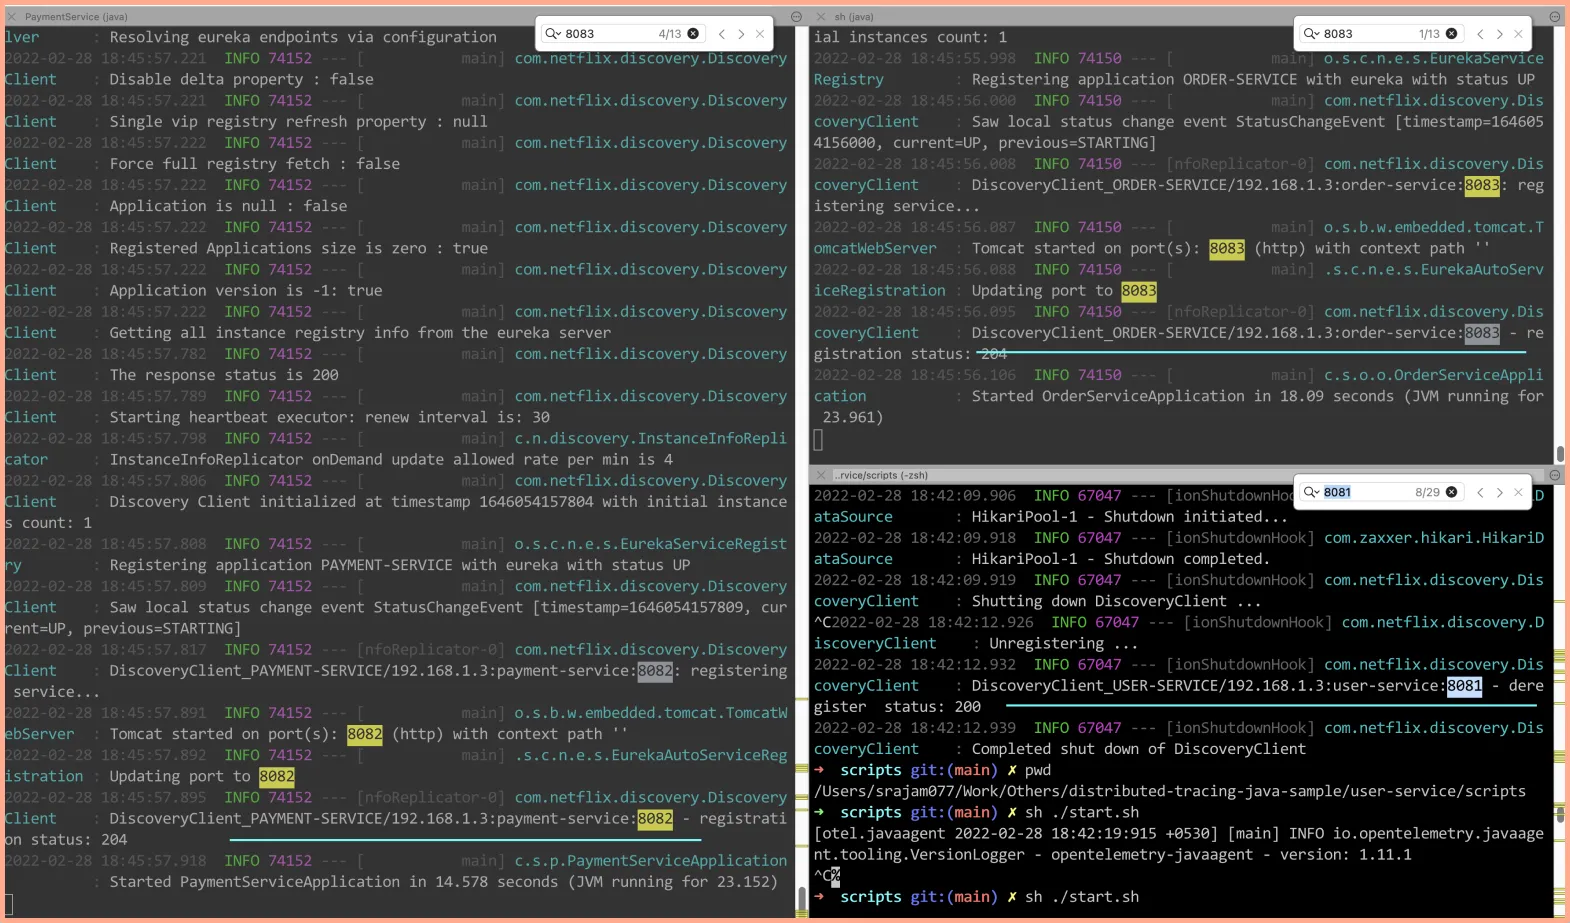 PaymentService (java)
8083 4/13
lver : Resolving eureka endpoints via configuration
2022-02-28 18:45:57.221 INFO 74152 --- [ main] com.netflix.discovery.Discovery
Client : Disable delta property : false
2022-02-28 18:45:57.221 INFO 74152 --- [ main] com.netflix.discovery.Discovery
Client : Single vip registry refresh property : null
2022-02-28 18:45:57.222 INFO 74152 --- [ main] com.netflix.discovery.Discovery
Client : Force full registry fetch : false
2022-02-28 18:45:57.222 INFO 74152 --- [ main] com.netflix.discovery.Discovery
Client : Application is null : false
2022-02-28 18:45:57.222 INFO 74152 --- [ main] com.netflix.discovery.Discovery
Client : Registered Applications size is zero : true
2022-02-28 18:45:57.222 INFO 74152 --- [ main] com.netflix.discovery.Discovery
Client : Application version is -1: true
2022-02-28 18:45:57.222 INFO 74152 --- [ main] com.netflix.discovery.Discovery
Client : Getting all instance registry info from the eureka server
2022-02-28 18:45:57.782 INFO 74152 --- [ main] com.netflix.discovery.Discovery
Client : The response status is 200
2022-02-28 18:45:57.789 INFO 74152 --- [ main] com.netflix.discovery.Discovery
Client : Starting heartbeat executor: renew interval is: 30
2022-02-28 18:45:57.798 INFO 74152 --- [ main] c.n.discovery.InstanceInfoRepli
cator : InstanceInfoReplicator onDemand update allowed rate per min is 4
2022-02-28 18:45:57.806 INFO 74152 --- [ main] com.netflix.discovery.Discovery
Client : Discovery Client initialized at timestamp 1646054157804 with initial instance
s count: 1
2022-02-28 18:45:57.808 INFO 74152 --- [ main] o.s.c.n.e.s.EurekaServiceRegist
ry : Registering application PAYMENT-SERVICE with eureka with status UP
2022-02-28 18:45:57.809 INFO 74152 --- [ main] com.netflix.discovery.Discovery
Client : Saw local status change event StatusChangeEvent [timestamp=1646054157809, cur
rent=UP, previous=STARTING]
2022-02-28 18:45:57.817 INFO 74152 --- [nfoReplicator-0] com.netflix.discovery.Discovery
Client : DiscoveryClient_PAYMENT-SERVICE/192.168.1.3:payment-service:8082: registering
service...
2022-02-28 18:45:57.891 INFO 74152 --- [ main] o.s.b.w.embedded.tomcat.TomcatW
ebServer : Tomcat started on port(s): 8082 (http) with context path ''
2022-02-28 18:45:57.892 INFO 74152 --- [ main] .s.c.n.e.s.EurekaAutoServiceReg
istration : Updating port to 8082
2022-02-28 18:45:57.895 INFO 74152 --- [nfoReplicator-0] com.netflix.discovery.Discovery
Client : DiscoveryClient_PAYMENT-SERVICE/192.168.1.3:payment-service:8082 - registrati
on status: 204
2022-02-28 18:45:57.918 INFO 74152 --- [ main] c.s.p.PaymentServiceApplication
: Started PaymentServiceApplication in 14.578 seconds (JVM running for 23.152)
sh (java)
8083 1/13
ial instances count: 1
2022-02-28 18:45:55.998 INFO 74150 --- [ main] o.s.c.n.e.s.EurekaService
Registry : Registering application ORDER-SERVICE with eureka with status UP
2022-02-28 18:45:56.000 INFO 74150 --- [ main] com.netflix.discovery.Dis
coveryClient : Saw local status change event StatusChangeEvent [timestamp=164605
4156000, current=UP, previous=STARTING]
2022-02-28 18:45:56.008 INFO 74150 --- [nfoReplicator-0] com.netflix.discovery.Dis
coveryClient : DiscoveryClient_ORDER-SERVICE/192.168.1.3:order-service:8083: reg
istering service...
2022-02-28 18:45:56.087 INFO 74150 --- [ main] o.s.b.w.embedded.tomcat.T
omcatWebServer : Tomcat started on port(s): 8083 (http) with context path ''
2022-02-28 18:45:56.088 INFO 74150 --- [ main] .s.c.n.e.s.EurekaAutoServ
iceRegistration : Updating port to 8083
2022-02-28 18:45:56.095 INFO 74150 --- [nfoReplicator-0] com.netflix.discovery.Dis
coveryClient : DiscoveryClient_ORDER-SERVICE/192.168.1.3:order-service:8083 - re
gistration status: 204
2022-02-28 18:45:56.106 INFO 74150 --- [ main] c.s.o.o.OrderServiceAppli
cation : Started OrderServiceApplication in 18.09 seconds (JVM running for
23.961)
..rvice/scripts (-zsh)
8081 8/29
2022-02-28 18:42:09.906 INFO 67047 --- [ionShutdownHoo D
ataSource : HikariPool-1 - Shutdown initiated...
2022-02-28 18:42:09.918 INFO 67047 --- [ionShutdownHook] com.zaxxer.hikari.HikariD
ataSource : HikariPool-1 - Shutdown completed.
2022-02-28 18:42:09.919 INFO 67047 --- [ionShutdownHook] com.netflix.discovery.Dis
coveryClient : Shutting down DiscoveryClient ...
^C2022-02-28 18:42:12.926 INFO 67047 --- [ionShutdownHook] com.netflix.discovery.D
iscoveryClient : Unregistering ...
2022-02-28 18:42:12.932 INFO 67047 --- [ionShutdownHook] com.netflix.discovery.Dis
coveryClient : DiscoveryClient_USER-SERVICE/192.168.1.3:user-service:8081 - dere
gister status: 200
2022-02-28 18:42:12.939 INFO 67047 --- [ionShutdownHook] com.netflix.discovery.Dis
coveryClient : Completed shut down of DiscoveryClient
→ scripts git:(main) ✗ pwd
/Users/srajam077/Work/Others/distributed-tracing-java-sample/user-service/scripts
→ scripts git:(main) ✗ sh ./start.sh
[otel.javaagent 2022-02-28 18:42:19:915 +0530] [main] INFO io.opentelemetry.javaage
nt.tooling.VersionLogger - opentelemetry-javaagent - version: 1.11.1
^C%
→ scripts git:(main) ✗ sh ./start.sh